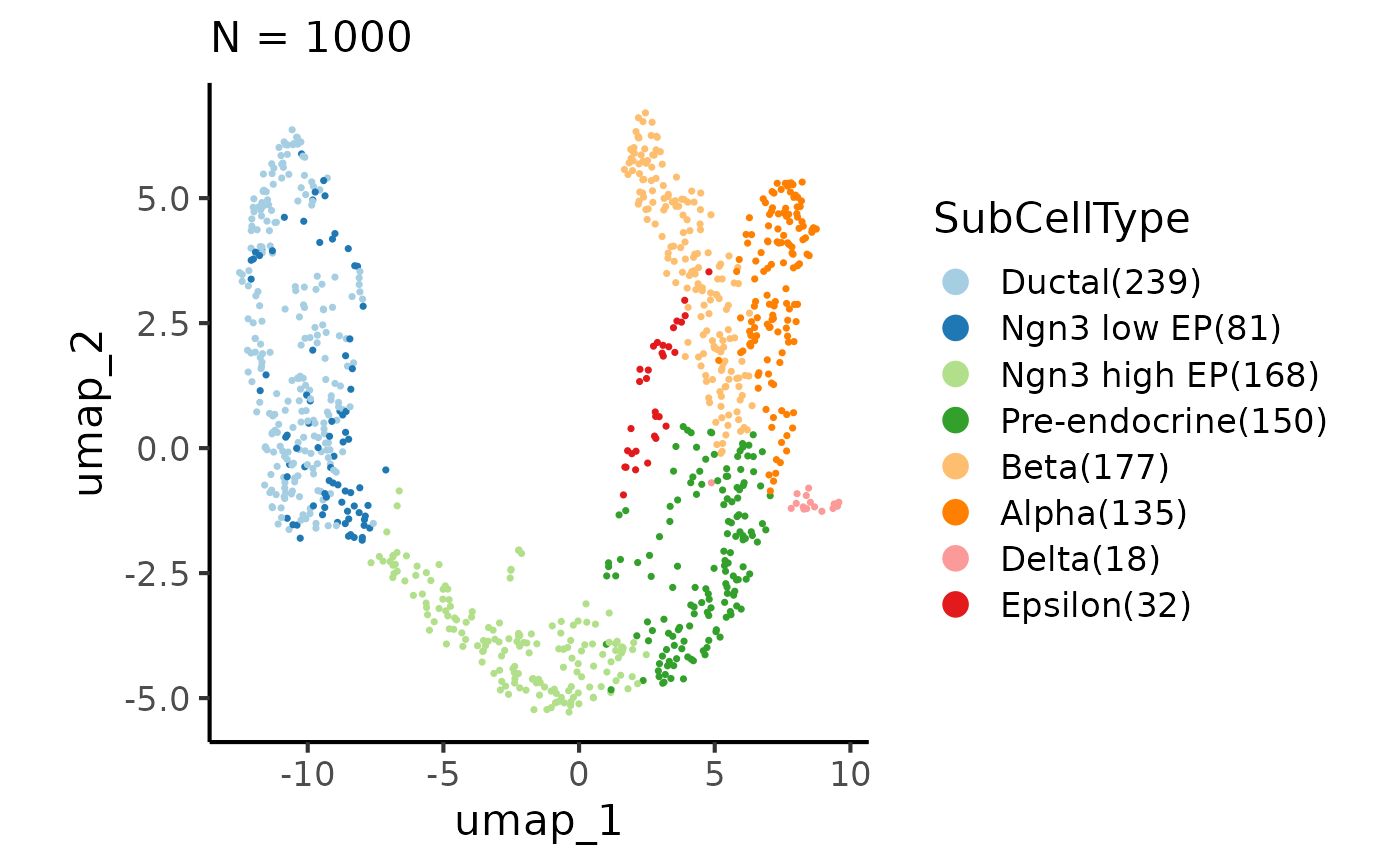 N = 1000
umap_2
5.0
2.5
0.0
-2.5
-5.0
-10
-5
0
5
10
umap_1
SubCellType
Ductal(239)
Ngn3 low EP(81)
Ngn3 high EP(168)
Pre-endocrine(150)
Beta(177)
Alpha(135)
Delta(18)
Epsilon(32)